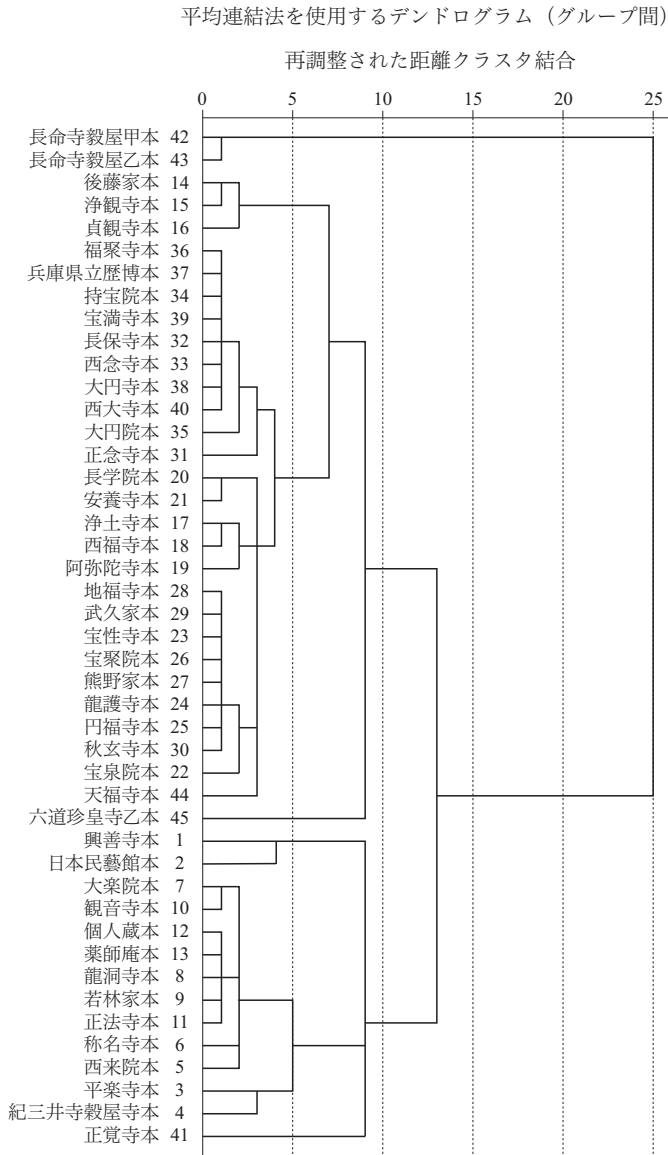 平均連結法を使用するデンドログラム（グループ間）
再調整された距離クラスタ結合
0 5 10 15 20 25
長命寺毅屋甲本 42
長命寺毅屋乙本 43
後藤家本 14
浄観寺本 15
貞観寺本 16
福聚寺本 36
兵庫県立歴博本 37
持宝院本 34
宝満寺本 39
長保寺本 32
西念寺本 33
大円寺本 38
西大寺本 40
大円院本 35
正念寺本 31
長学院本 20
安養寺本 21
浄土寺本 17
西福寺本 18
阿弥陀寺本 19
地福寺本 28
武久家本 29
宝性寺本 23
宝聚院本 26
熊野家本 27
龍護寺本 24
円福寺本 25
秋玄寺本 30
宝泉院本 22
天福寺本 44
六道珍皇寺乙本 45
興善寺本 1
日本民藝館本 2
大楽院本 7
観音寺本 10
個人蔵本 12
薬師庵本 13
龍洞寺本 8
若林家本 9
正法寺本 11
称名寺本 6
西来院本 5
平楽寺本 3
紀三井寺穀屋寺本 4
正覚寺本 41